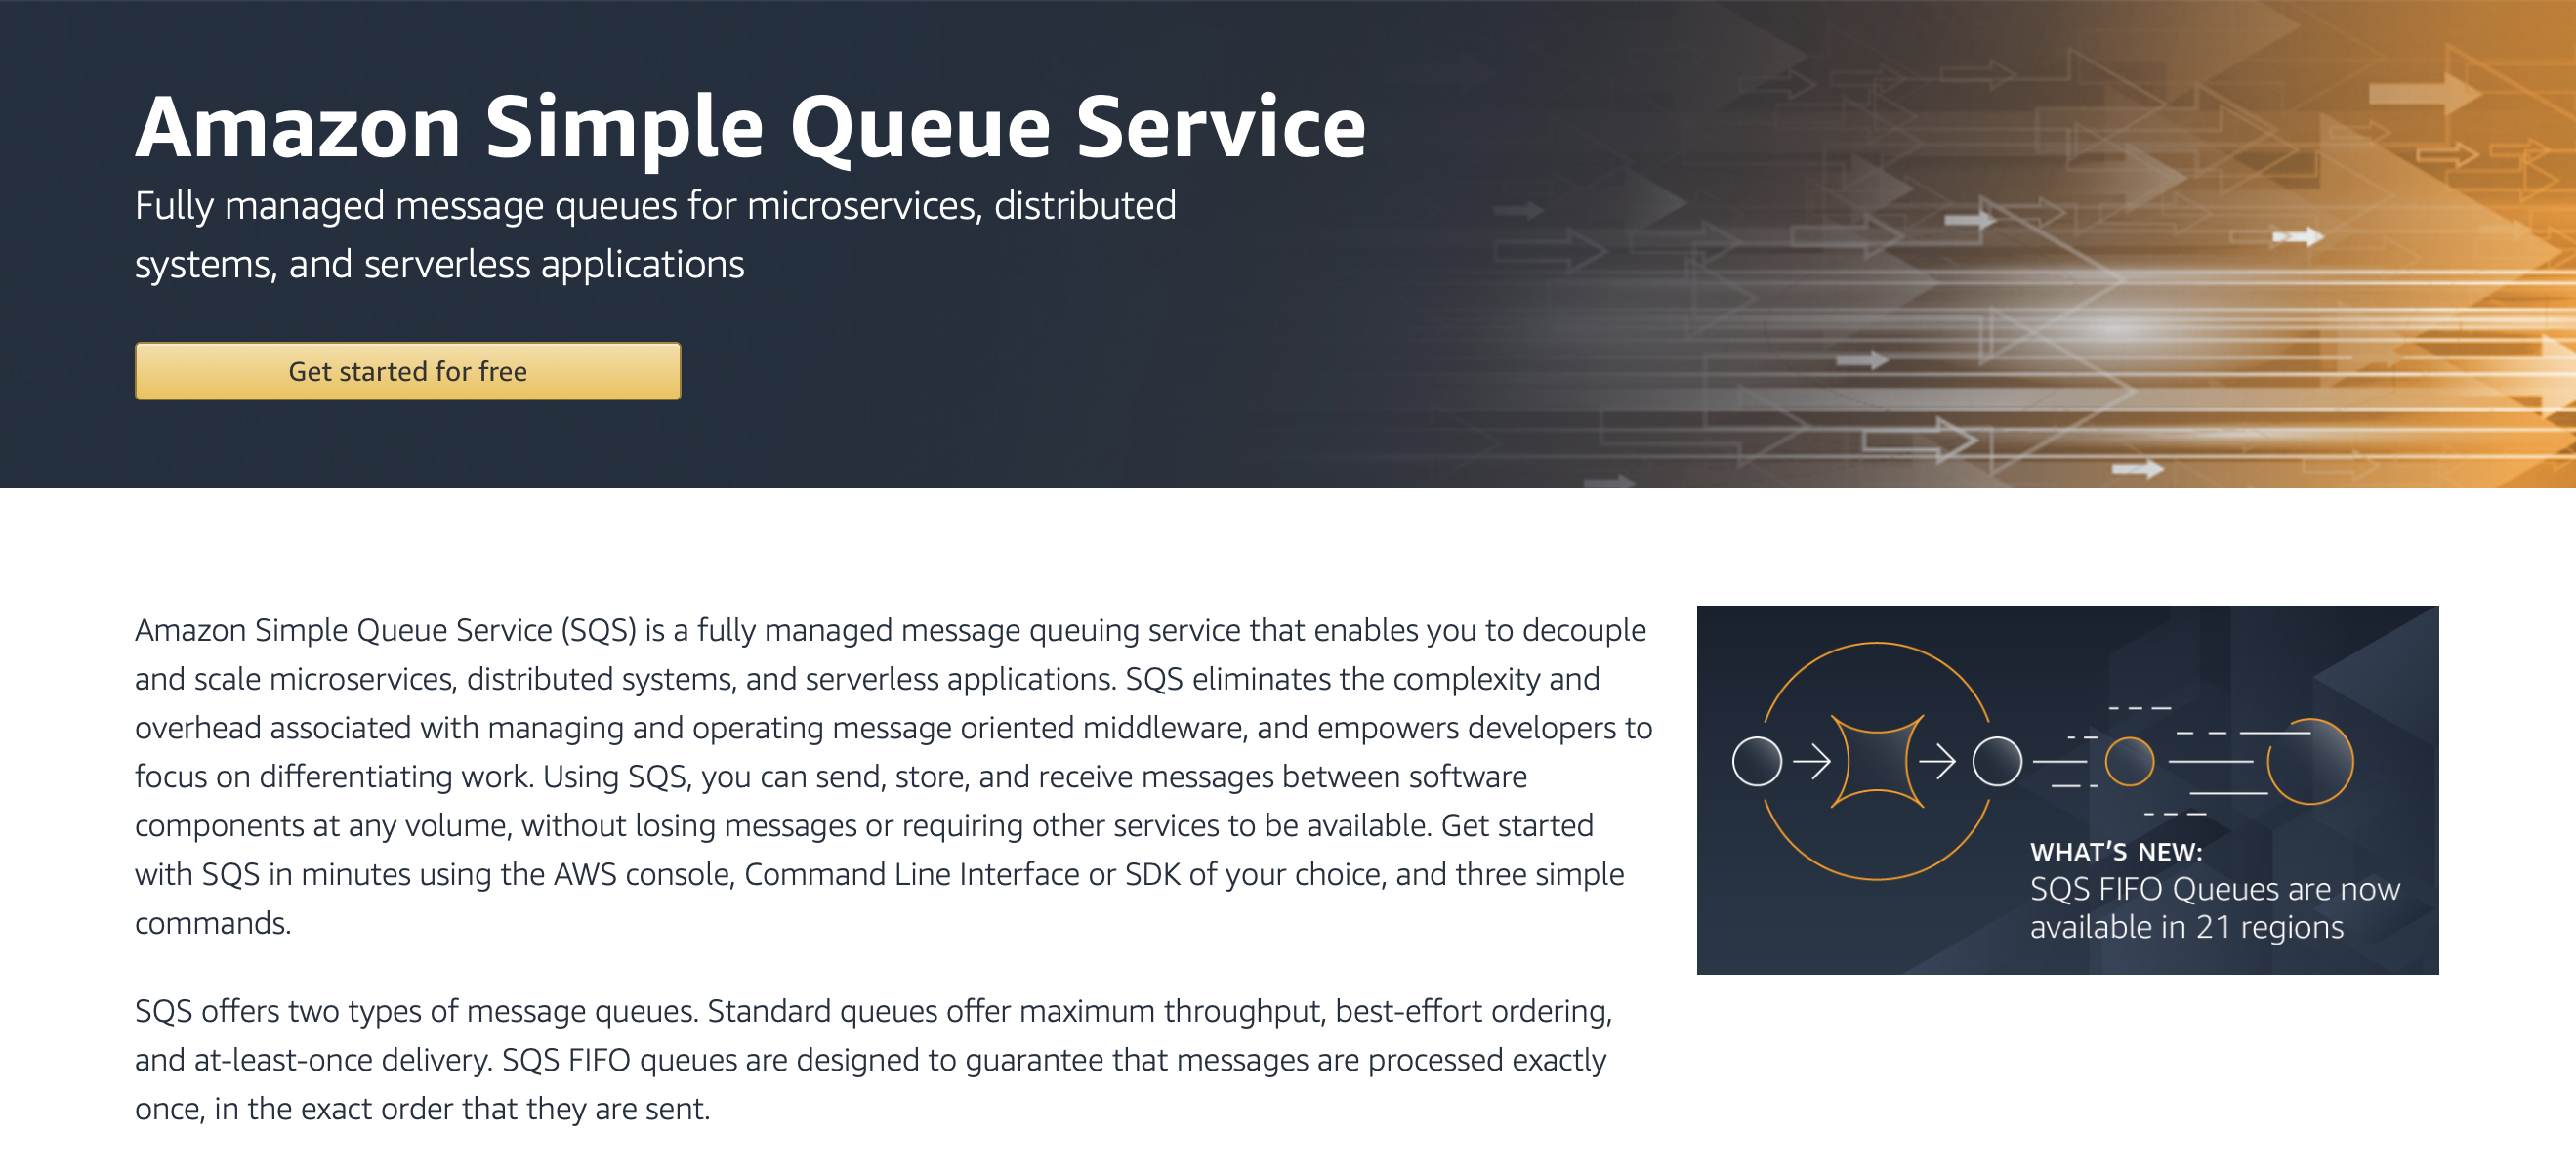 Amazon Simple Queue Service
Fully managed message queues for microservices, distributed
systems, and serverless applications
Get started for free
Amazon Simple Queue Service (SQS) is a fully managed message queuing service that enables you to decouple
and scale microservices, distributed systems, and serverless applications. SQS eliminates the complexity and
overhead associated with managing and operating message oriented middleware, and empowers developers to
focus on differentiating work. Using SQS, you can send, store, and receive messages between software
components at any volume, without losing messages or requiring other services to be available. Get started
with SQS in minutes using the AWS console, Command Line Interface or SDK of your choice, and three simple
commands.
SQS offers two types of message queues. Standard queues offer maximum throughput, best-effort ordering,
and at-least-once delivery. SQS FIFO queues are designed to guarantee that messages are processed exactly
once, in the exact order that they are sent.
WHAT'S NEW:
SQS FIFO Queues are now
available in 21 regions